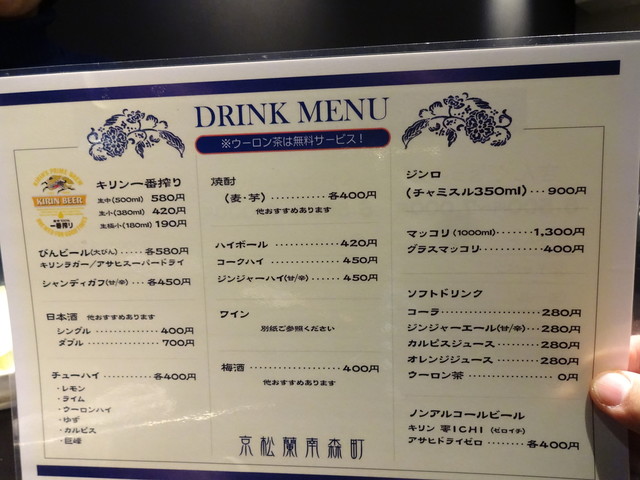 DRINK MENU
※ウーロン茶は無料サービス！
KIRIN BEER
一番搾り
キリン一番搾り
生中(500ml) 580円
生小(380ml) 420円
生極小(180ml) 190円
びんビール(大びん)・・・・・各580円
キリンラガー／アサヒスーパードライ
シャンディガフ(甘/辛)・・・各450円
日本酒 他おすすめあります
シングル・・・・・・・・・・・・・400円
ダブル・・・・・・・・・・・・・・700円
チューハイ・・・・・・・・・・・各400円
・レモン
・ライム
・ウーロンハイ
・ゆず
・カルピス
・巨峰
焼酎
(麦・芋)・・・・・・・・・・各400円
他おすすめあります
ハイボール・・・・・・・・・・・420円
コークハイ・・・・・・・・・・・450円
ジンジャーハイ(甘/辛)・・・・・450円
ワイン
別紙ご参照ください
梅酒・・・・・・・・・・・・・・・400円
他おすすめあります
京松蘭南森町
ジンロ
(チャミスル350ml)・・・900円
マッコリ (1000ml)・・・・・・1,300円
グラスマッコリ・・・・・・・・・400円
ソフトドリンク
コーラ・・・・・・・・・・・・・・・280円
ジンジャーエール(甘/辛)・・280円
カルピスジュース・・・・・・・280円
オレンジジュース・・・・・・・280円
ウーロン茶・・・・・・・・・・・・0円
ノンアルコールビール
キリン 零ICHI (ゼロイチ)
アサヒドライゼロ・・・・・・各400円